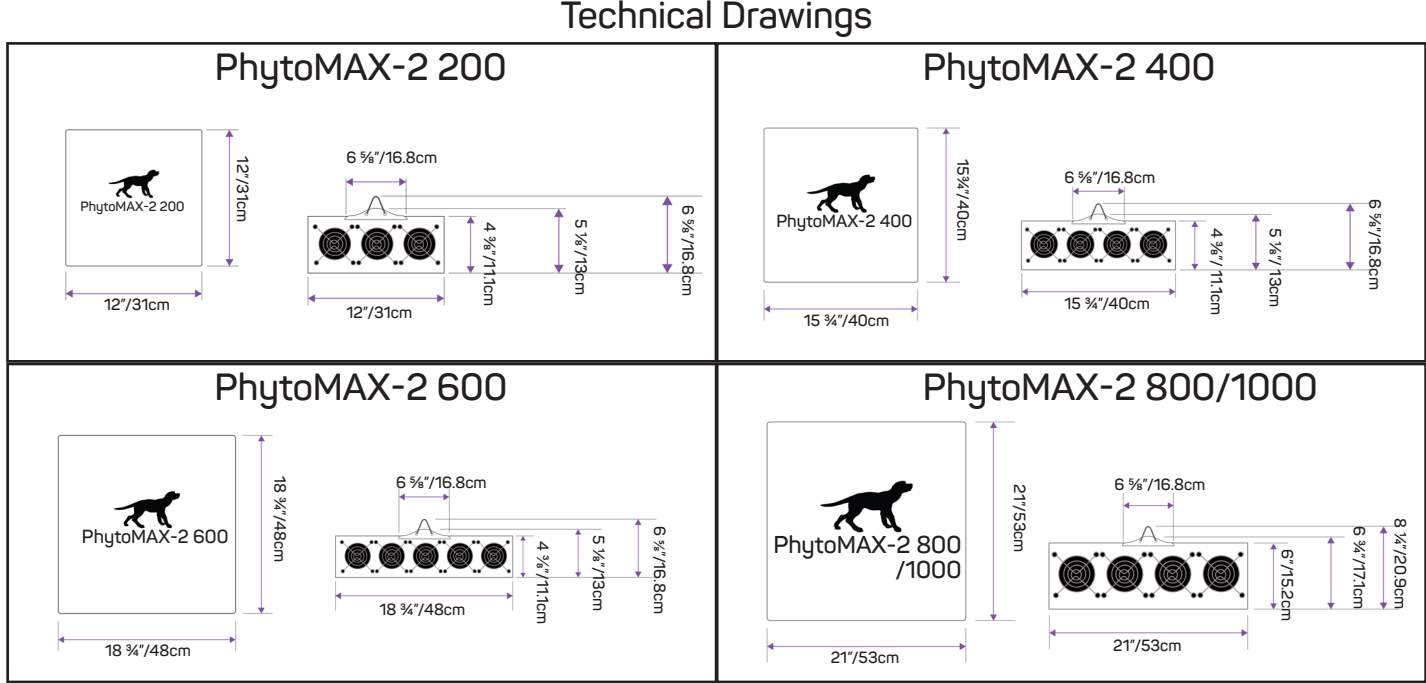 Technical Drawings
PhytoMAX-2 200
PhytoMAX-2 200
12"/31cm
12"/31cm
6 ⅝"/16.8cm
4 ⅜"/11.1cm
5 ⅛"/13cm
6 ⅝"/16.8cm
12"/31cm
PhytoMAX-2 400
PhytoMAX-2 400
15¾"/40cm
15 ¾"/40cm
6 ⅝"/16.8cm
4 ⅜"/ 11.1cm
5 ⅛"/ 13cm
6 ⅝"/16.8cm
15 ¾"/40cm
PhytoMAX-2 600
PhytoMAX-2 600
18 ¾"/48cm
18 ¾"/48cm
6 ⅝"/16.8cm
4 ⅜"/11.1cm
5 ⅛"/13cm
6 ⅝"/16.8cm
18 ¾"/48cm
PhytoMAX-2 800/1000
PhytoMAX-2 800
/1000
21"/53cm
21"/53cm
6 ⅝"/16.8cm
6"/15.2cm
6 ¾"/17.1cm
8 ¼"/20.9cm
21"/53cm